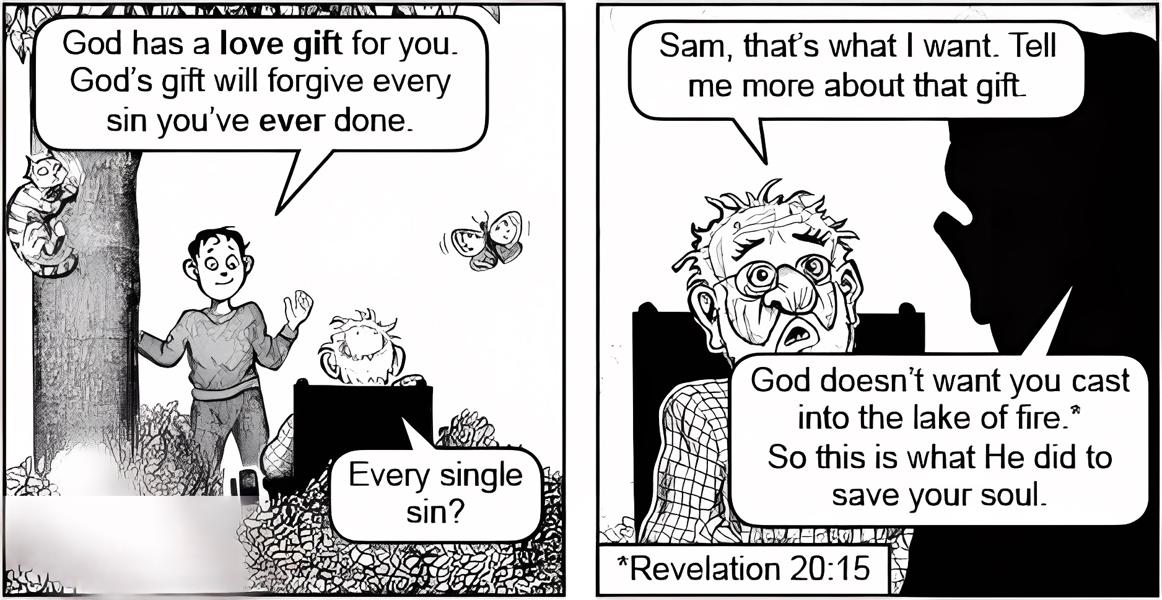 God has a love gift for you.
God's gift will forgive every
sin you've ever done.
Every single
sin?
Sam, that's what I want. Tell
me more about that gift.
God doesn't want you cast
into the lake of fire.*
So this is what He did to
save your soul.
*Revelation 20:15